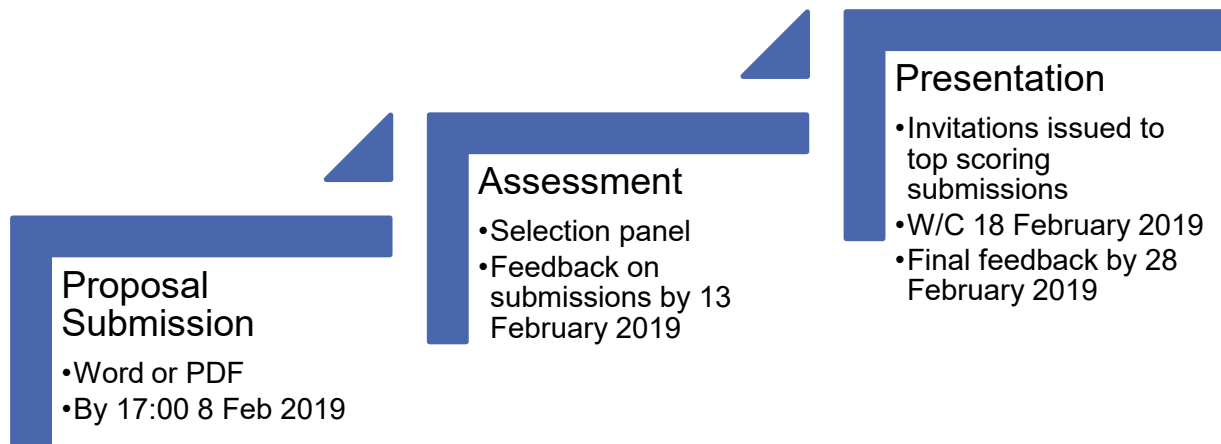 Proposal
Submission
•Word or PDF
•By 17:00 8 Feb 2019
Assessment
•Selection panel
•Feedback on
submissions by 13
February 2019
Presentation
•Invitations issued to
top scoring
submissions
•W/C 18 February 2019
•Final feedback by 28
February 2019